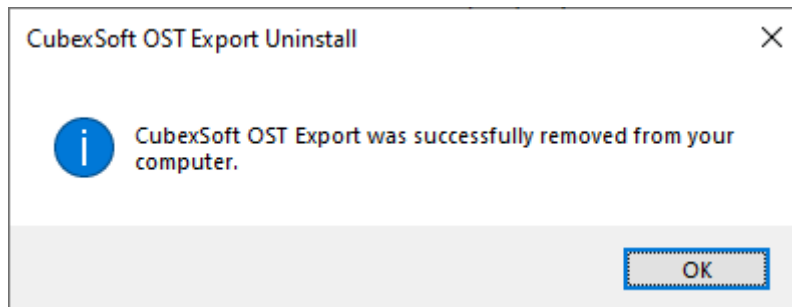 CubexSoft OST Export Uninstall
CubexSoft OST Export was successfully removed from your
computer.
OK